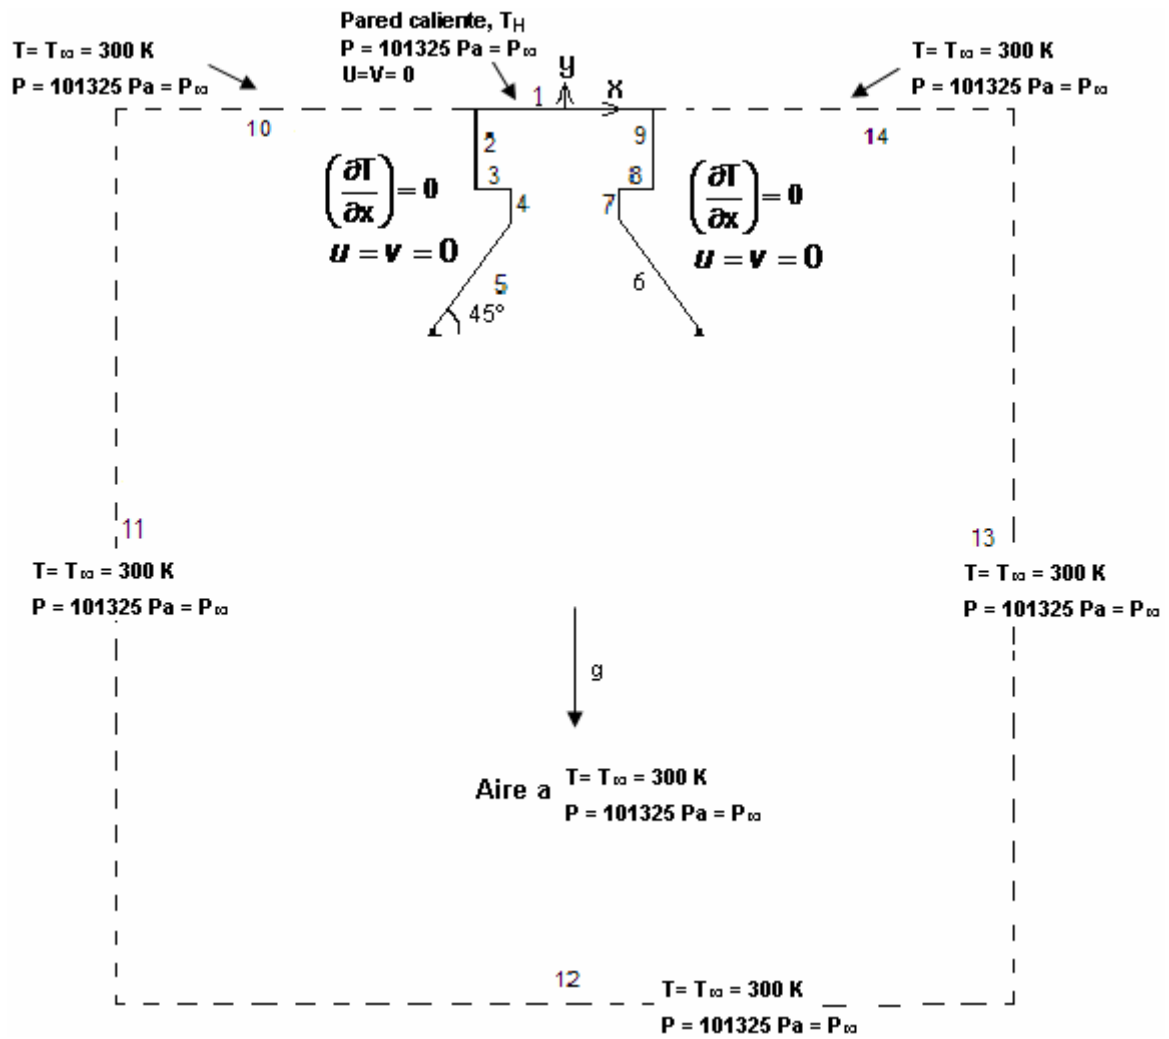 Pared caliente, T_H
P = 101325 Pa = P∞
U=V= 0
T= T∞ = 300 K
P = 101325 Pa = P∞
T= T∞ = 300 K
P = 101325 Pa = P∞
y
x
1
10
2
9
14
3
8
4
7
(∂T/∂x) = 0
u = v = 0
(∂T/∂x) = 0
u = v = 0
5
6
45°
11
13
T= T∞ = 300 K
P = 101325 Pa = P∞
T= T∞ = 300 K
P = 101325 Pa = P∞
g
Aire a T= T∞ = 300 K
P = 101325 Pa = P∞
12
T= T∞ = 300 K
P = 101325 Pa = P∞